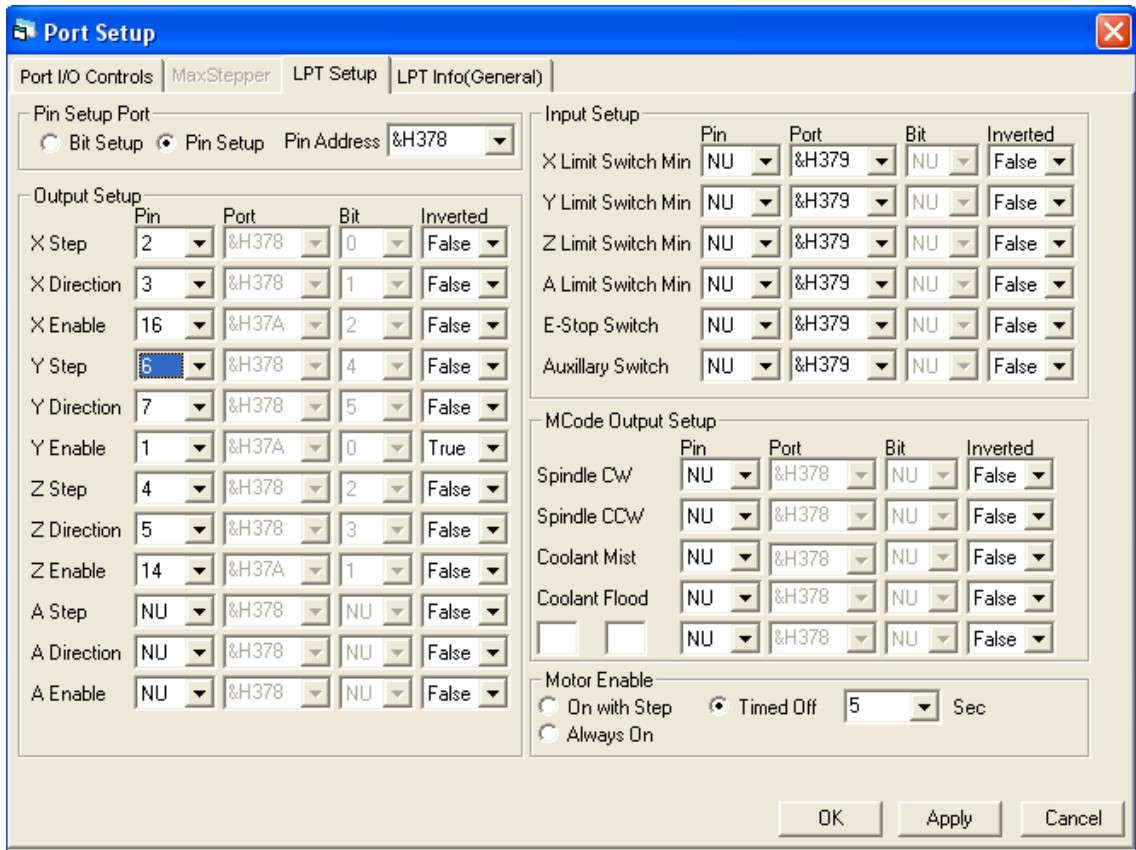 Port Setup
Port I/O Controls MaxStepper LPT Setup LPT Info(General)
Pin Setup Port
Bit Setup Pin Setup Pin Address &H378
Output Setup
Pin Port Bit Inverted
X Step 2 &H378 0 False
X Direction 3 &H378 1 False
X Enable 16 &H37A 2 False
Y Step 6 &H378 4 False
Y Direction 7 &H378 5 False
Y Enable 1 &H37A 0 True
Z Step 4 &H378 2 False
Z Direction 5 &H378 3 False
Z Enable 14 &H37A 1 False
A Step NU &H378 NU False
A Direction NU &H378 NU False
A Enable NU &H378 NU False
Input Setup
Pin Port Bit Inverted
X Limit Switch Min NU &H379 NU False
Y Limit Switch Min NU &H379 NU False
Z Limit Switch Min NU &H379 NU False
A Limit Switch Min NU &H379 NU False
E-Stop Switch NU &H379 NU False
Auxillary Switch NU &H379 NU False
MCode Output Setup
Pin Port Bit Inverted
Spindle CW NU &H378 NU False
Spindle CCW NU &H378 NU False
Coolant Mist NU &H378 NU False
Coolant Flood NU &H378 NU False
NU &H378 NU False
Motor Enable
On with Step Timed Off 5 Sec
Always On
OK Apply Cancel